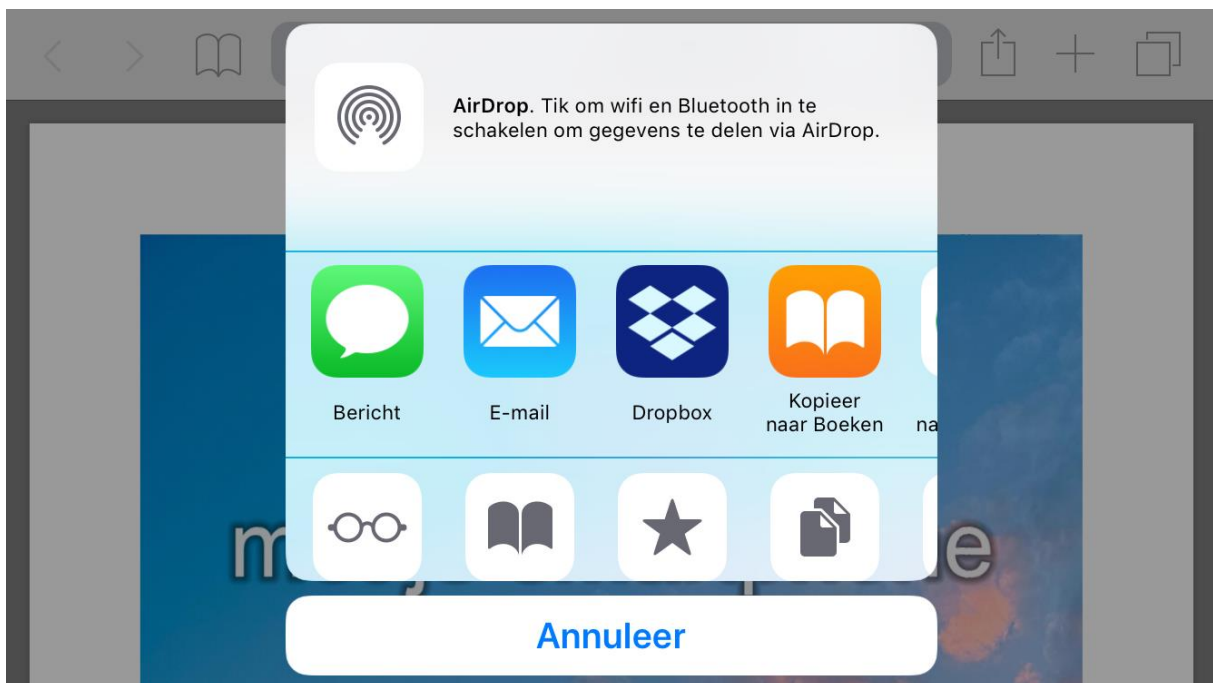 AirDrop. Tik om wifi en Bluetooth in te
schakelen om gegevens te delen via AirDrop.
Bericht
E-mail
Dropbox
Kopieer
naar Boeken
na
Annuleer